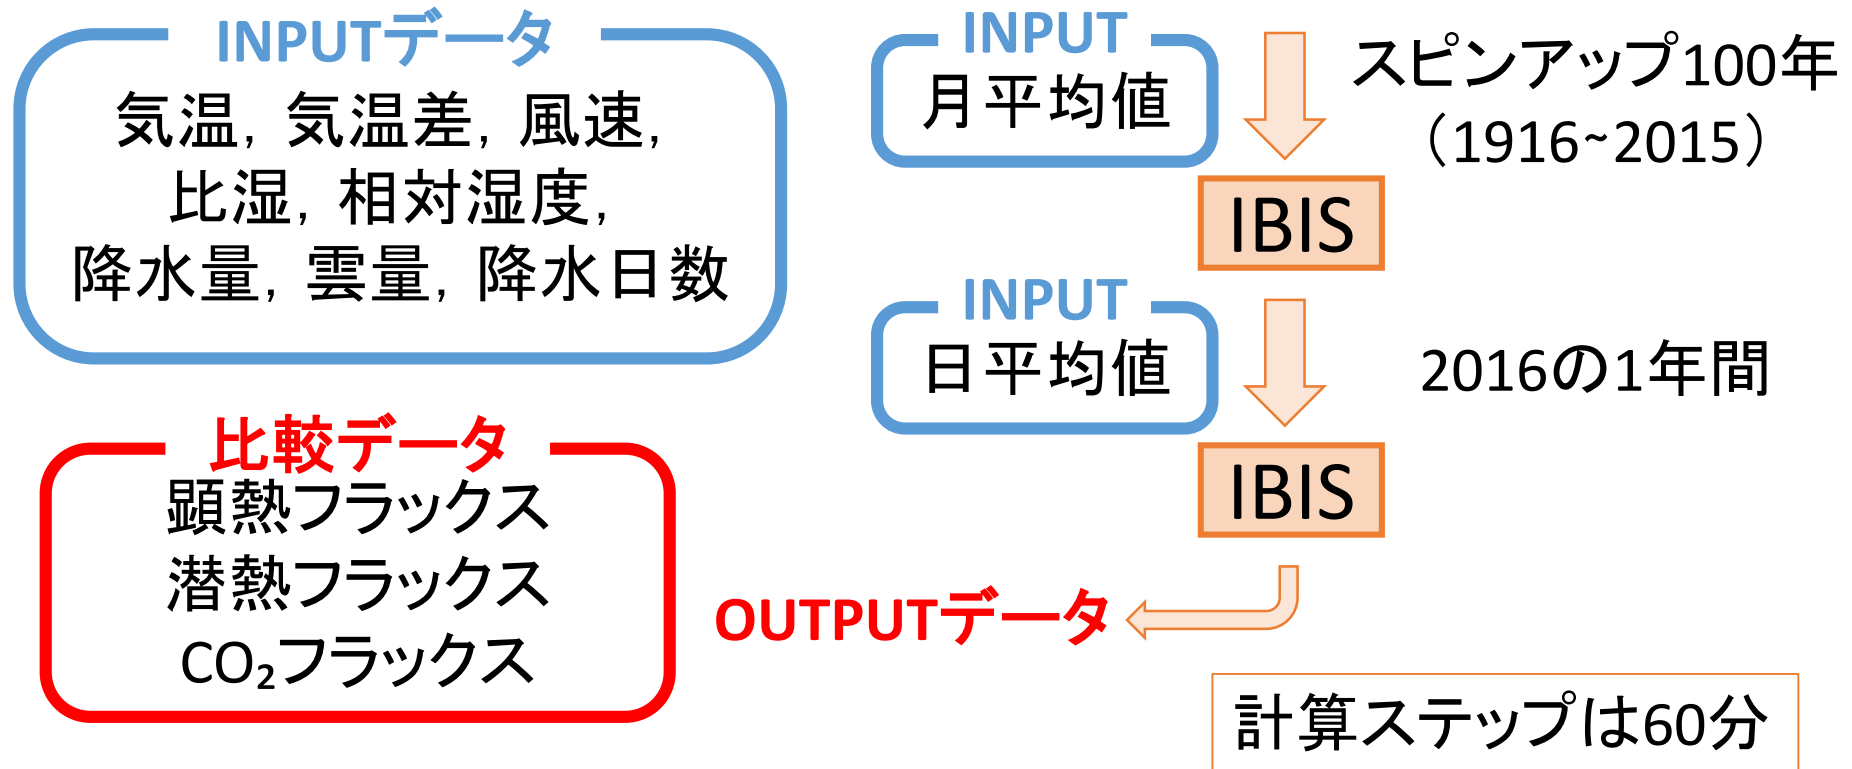 INPUTデータ
気温，気温差，風速，
比湿，相対湿度，
降水量，雲量，降水日数
比較データ
顕熱フラックス
潜熱フラックス
CO₂フラックス
INPUT
月平均値
スピンアップ100年
（1916~2015）
IBIS
INPUT
日平均値
2016の1年間
IBIS
OUTPUTデータ
計算ステップは60分